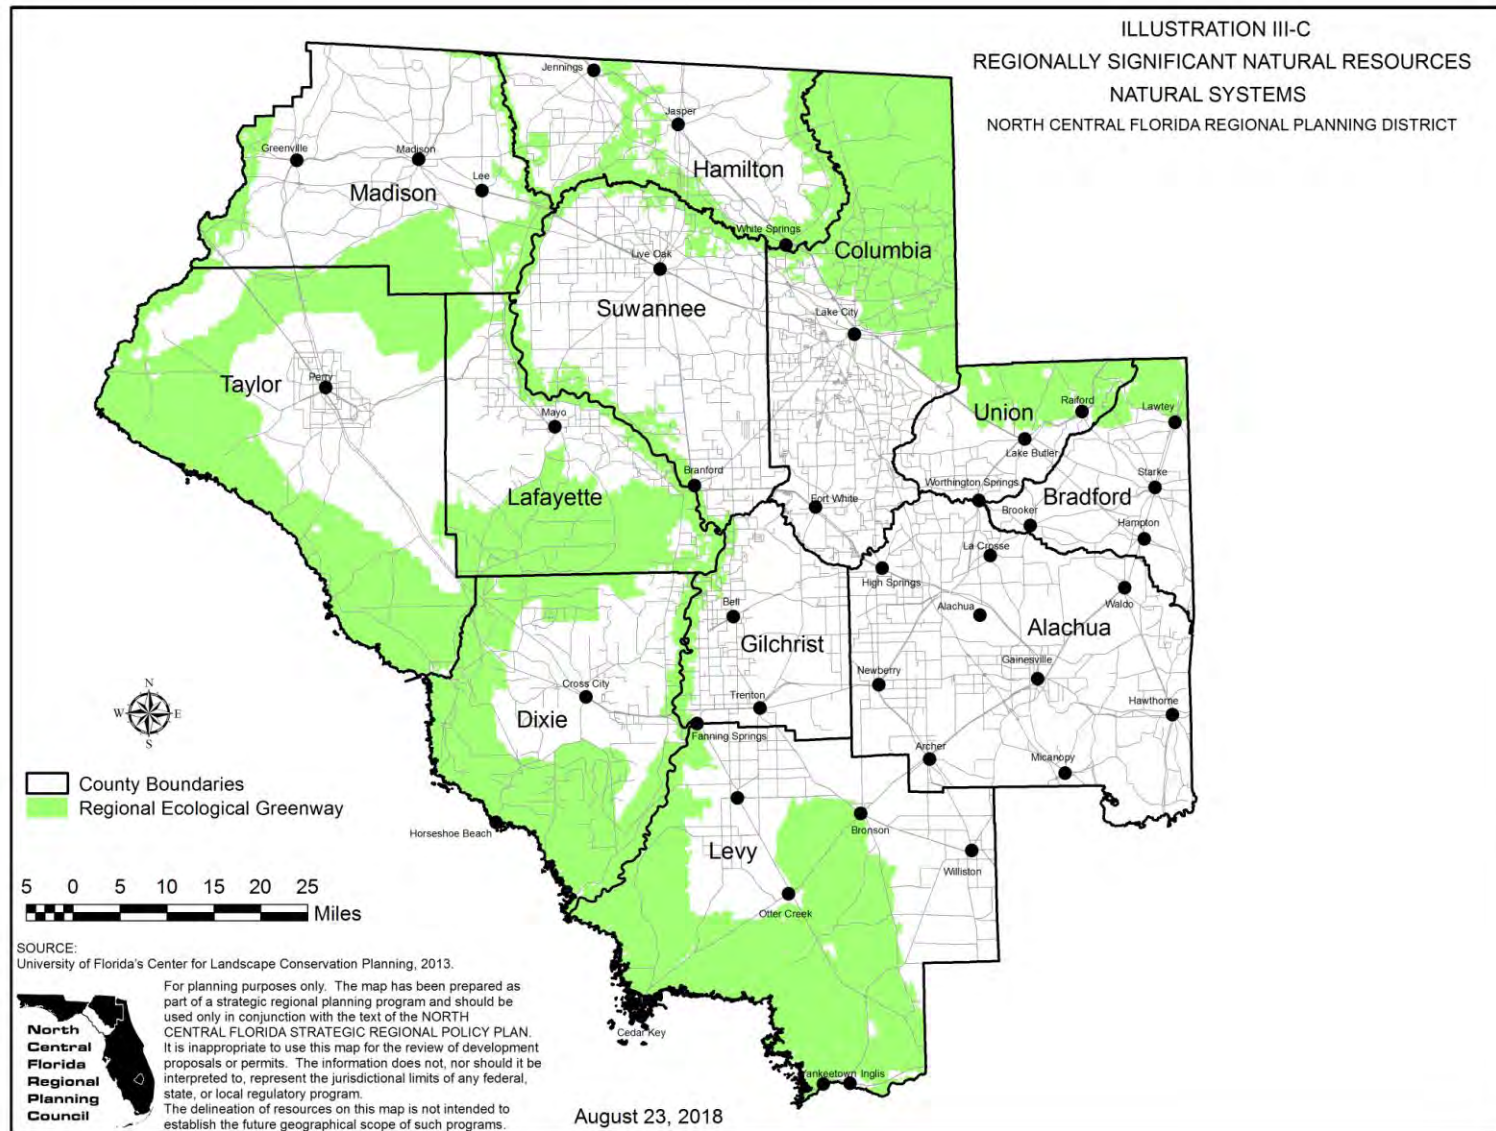 ILLUSTRATION III-C
REGIONALLY SIGNIFICANT NATURAL RESOURCES
NATURAL SYSTEMS
NORTH CENTRAL FLORIDA REGIONAL PLANNING DISTRICT
Jennings
Jasper
Hamilton
Greenville
Madison
Lee
Madison
White Springs
Columbia
Live Oak
Suwannee
Lake City
Taylor
Perry
Mayo
Union
Raiford
Lawtey
Lake Butler
Branford
Lafayette
Worthington Springs
Starke
Bradford
Fort White
Brooker
Hampton
La Crosse
High Springs
Waldo
Bell
Alachua
Alachua
Gilchrist
Newberry
Gainesville
Cross City
Trenton
Hawthorne
Dixie
Fanning Springs
Archer
Micanopy
N
W
E
S
County Boundaries
Regional Ecological Greenway
Horseshoe Beach
Bronson
Levy
Williston
Otter Creek
5 0 5 10 15 20 25
Miles
SOURCE:
University of Florida's Center for Landscape Conservation Planning, 2013.
For planning purposes only. The map has been prepared as
part of a strategic regional planning program and should be
used only in conjunction with the text of the NORTH
CENTRAL FLORIDA STRATEGIC REGIONAL POLICY PLAN.
It is inappropriate to use this map for the review of development
proposals or permits. The information does not, nor should it be
interpreted to, represent the jurisdictional limits of any federal,
state, or local regulatory program.
The delineation of resources on this map is not intended to
establish the future geographical scope of such programs.
North
Central
Florida
Regional
Planning
Council
Cedar Key
Yankeetown Inglis
August 23, 2018